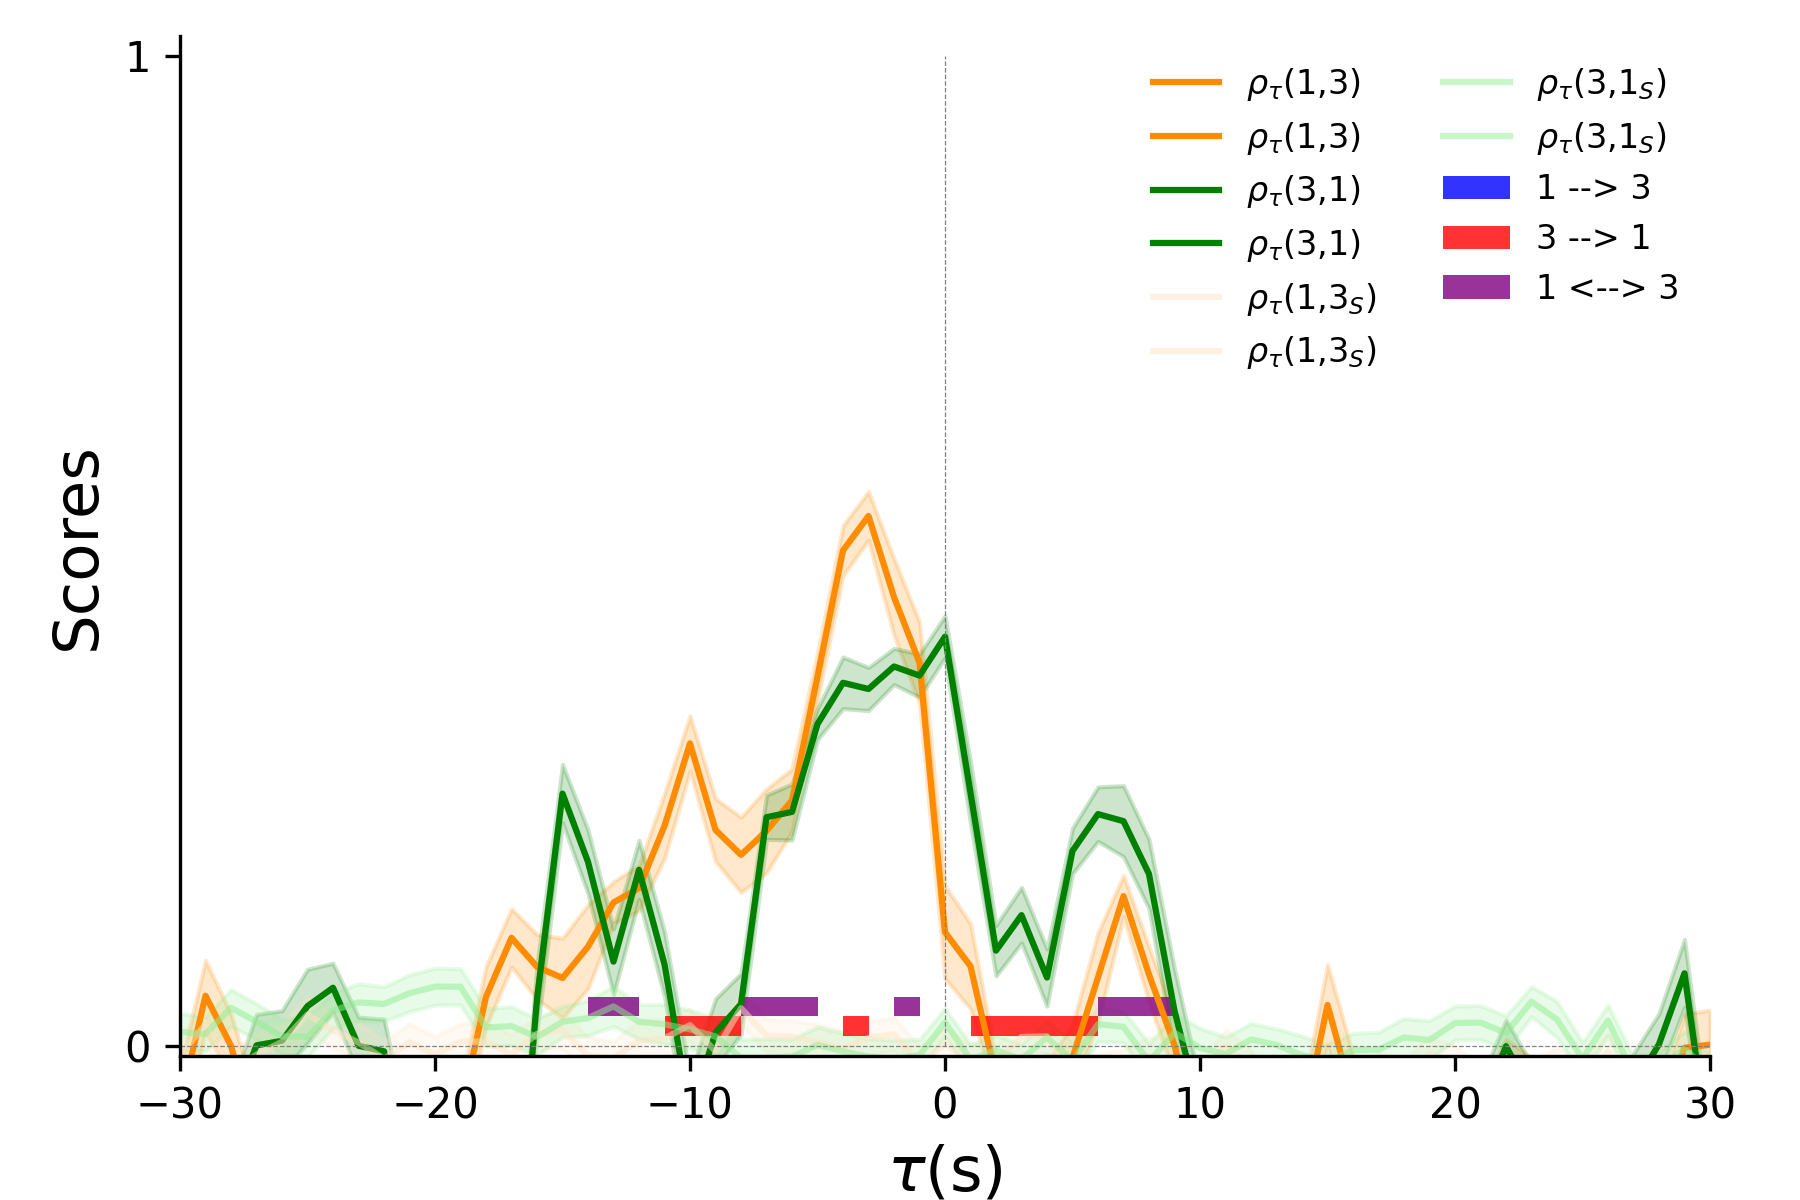 1
ρτ(1,3)
ρτ(1,3)
ρτ(3,1)
ρτ(3,1)
ρτ(1,3S)
ρτ(1,3S)
ρτ(3,1S)
ρτ(3,1S)
1 --> 3
3 --> 1
1 <--> 3
Scores
0
−30 −20 −10 0 10 20 30
τ(s)